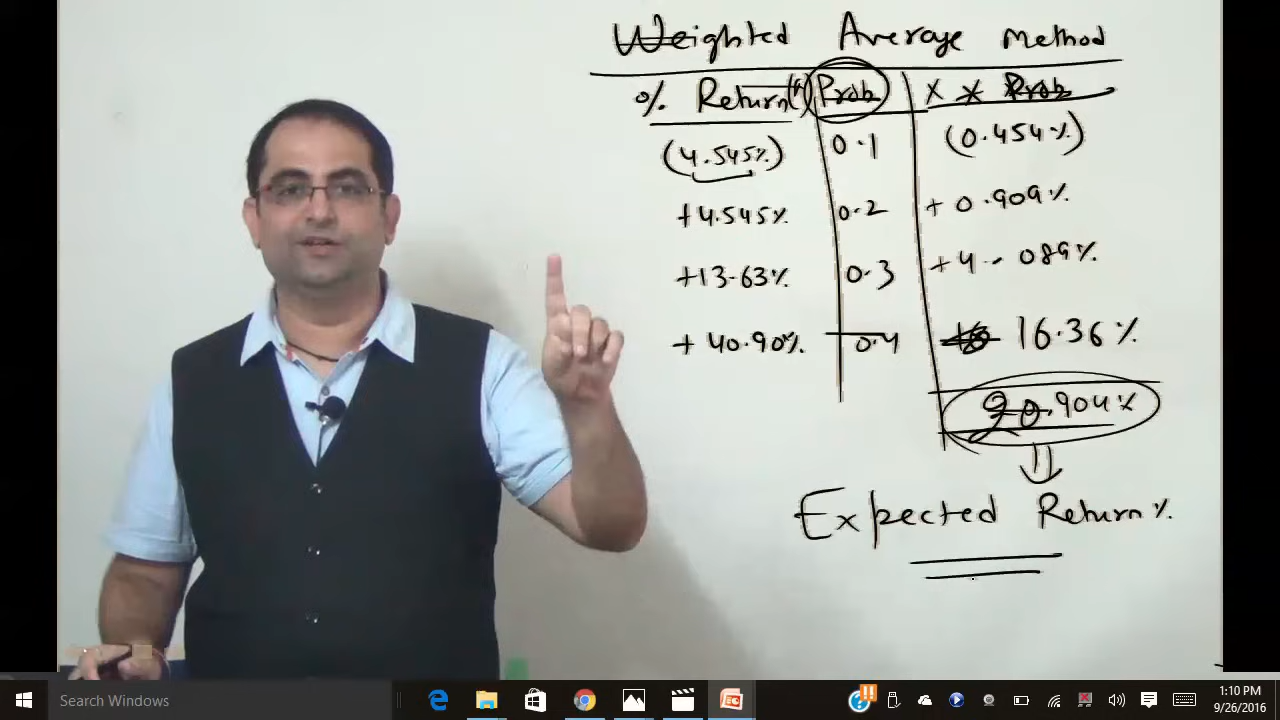 Weighted Average Method
% Return (x) Prob X * Prob
(4.545%) 0.1 (0.454%)
+4.545% 0.2 + 0.909%
+13.63% 0.3 + 4.089%
+ 40.90% 0.4 16.36%
20.904%
Expected Return%
Search Windows
1:10 PM
9/26/2016